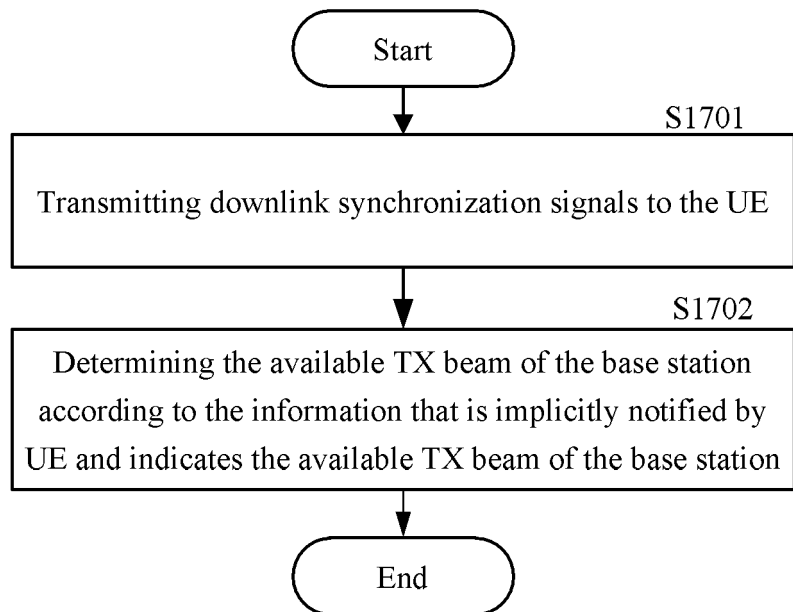 Start
S1701
Transmitting downlink synchronization signals to the UE
S1702
Determining the available TX beam of the base station
according to the information that is implicitly notified by
UE and indicates the available TX beam of the base station
End